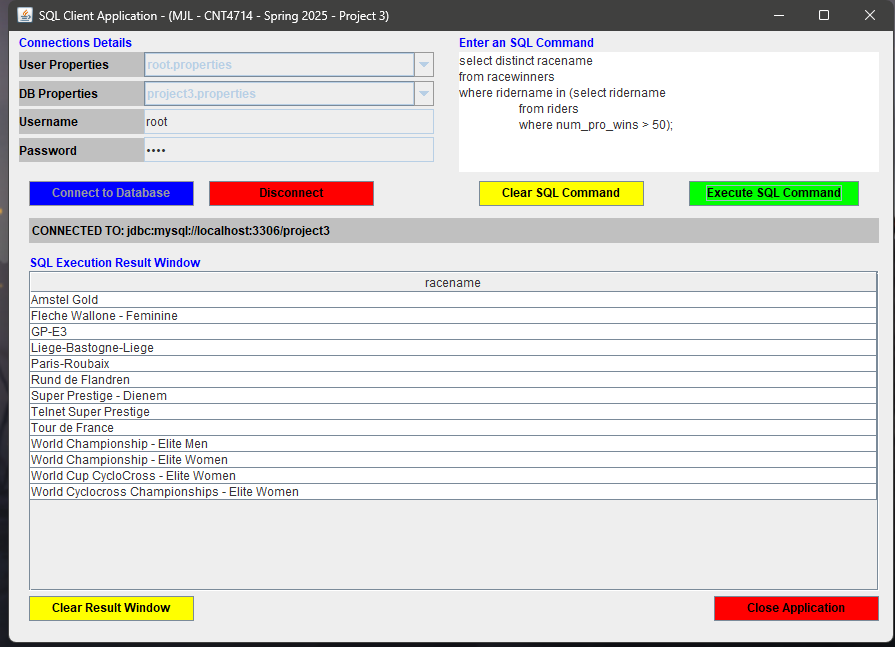 SQL Client Application - (MJL - CNT4714 - Spring 2025 - Project 3)
Connections Details
User Properties root.properties
DB Properties project3.properties
Username root
Password ••••
Connect to Database Disconnect
Enter an SQL Command
select distinct racename
from racewinners
where ridername in (select ridername
from riders
where num_pro_wins > 50);
Clear SQL Command Execute SQL Command
CONNECTED TO: jdbc:mysql://localhost:3306/project3
SQL Execution Result Window
racename
Amstel Gold
Fleche Wallone - Feminine
GP-E3
Liege-Bastogne-Liege
Paris-Roubaix
Rund de Flandren
Super Prestige - Dienem
Telnet Super Prestige
Tour de France
World Championship - Elite Men
World Championship - Elite Women
World Cup CycloCross - Elite Women
World Cyclocross Championships - Elite Women
Clear Result Window Close Application